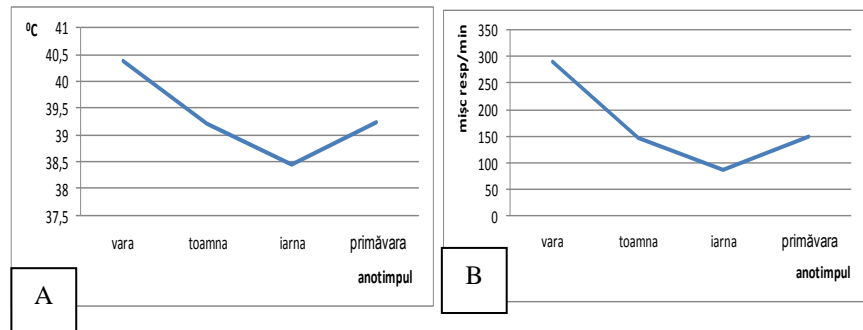 ⁰C
41
40,5
40
39,5
39
38,5
38
37,5
vara
toamna
iarna
primăvara
anotimpul
A
mișc resp/min
350
300
250
200
150
100
50
0
vara
toamna
iarna
primăvara
anotimpul
B